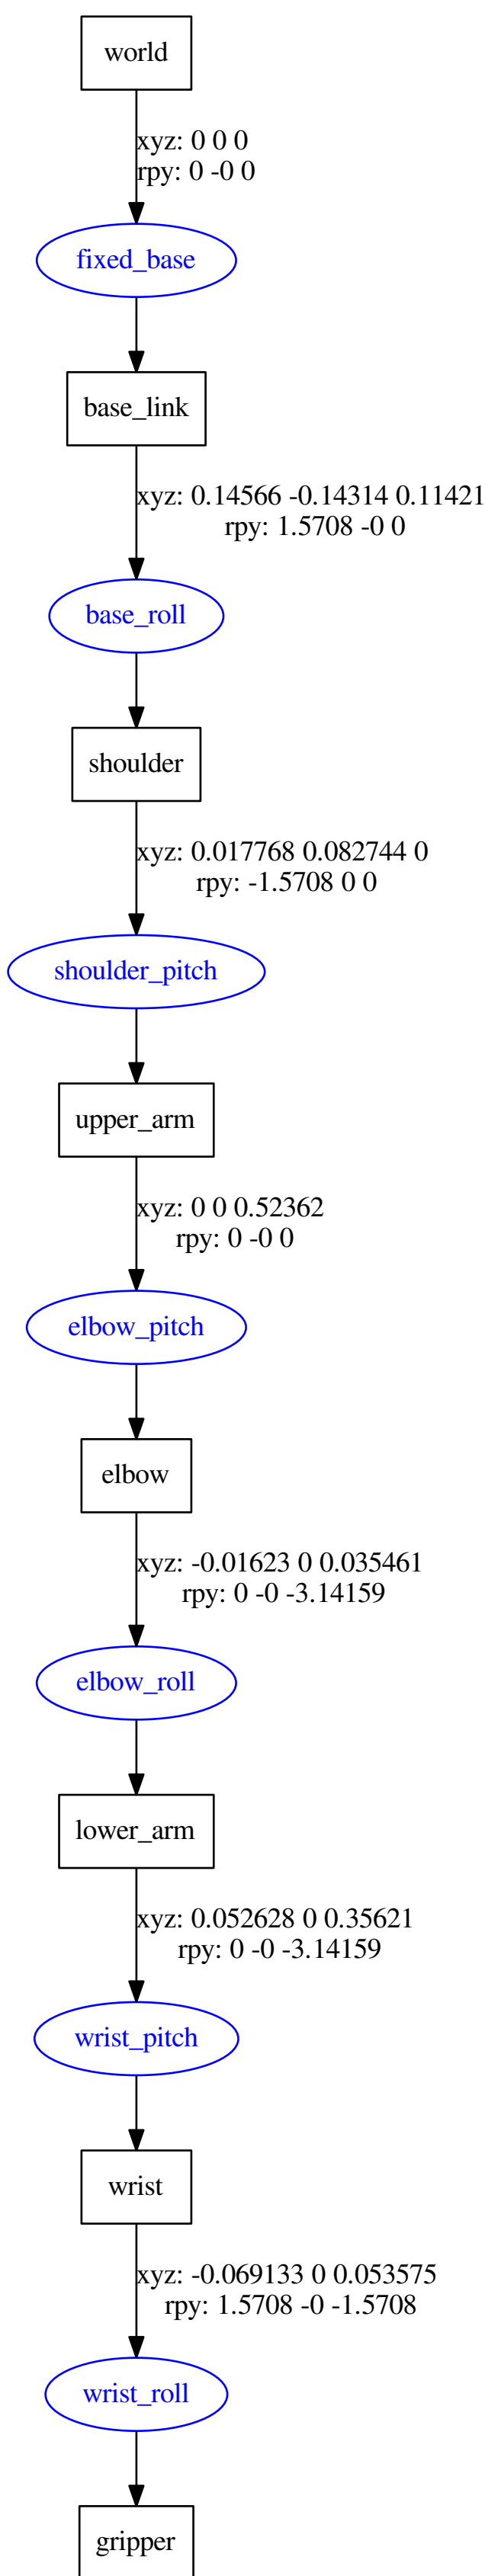 world
xyz: 0 0 0
rpy: 0 -0 0
fixed_base
base_link
xyz: 0.14566 -0.14314 0.11421
rpy: 1.5708 -0 0
base_roll
shoulder
xyz: 0.017768 0.082744 0
rpy: -1.5708 0 0
shoulder_pitch
upper_arm
xyz: 0 0 0.52362
rpy: 0 -0 0
elbow_pitch
elbow
xyz: -0.01623 0 0.035461
rpy: 0 -0 -3.14159
elbow_roll
lower_arm
xyz: 0.052628 0 0.35621
rpy: 0 -0 -3.14159
wrist_pitch
wrist
xyz: -0.069133 0 0.053575
rpy: 1.5708 -0 -1.5708
wrist_roll
gripper